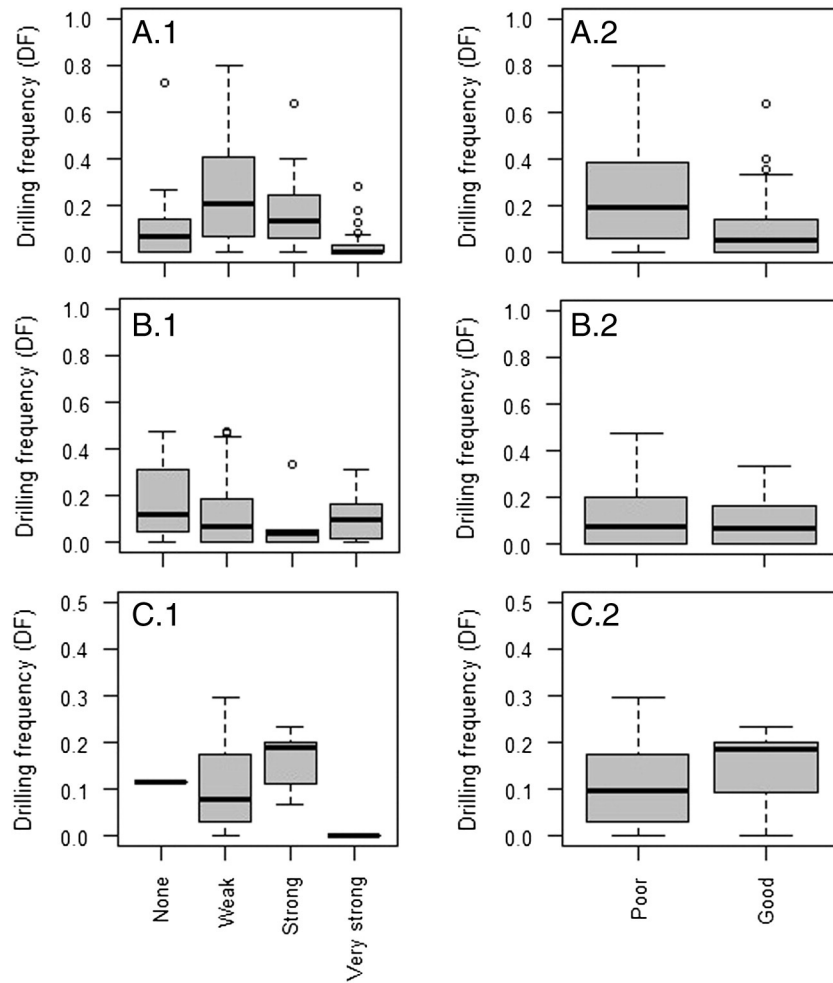 A.1
Drilling frequency (DF)
1.0
0.8
0.6
0.4
0.2
0.0
A.2
Drilling frequency (DF)
1.0
0.8
0.6
0.4
0.2
0.0
B.1
Drilling frequency (DF)
1.0
0.8
0.6
0.4
0.2
0.0
B.2
Drilling frequency (DF)
1.0
0.8
0.6
0.4
0.2
0.0
C.1
Drilling frequency (DF)
0.5
0.4
0.3
0.2
0.1
0.0
None
Weak
Strong
Very strong
C.2
Drilling frequency (DF)
0.5
0.4
0.3
0.2
0.1
0.0
Poor
Good